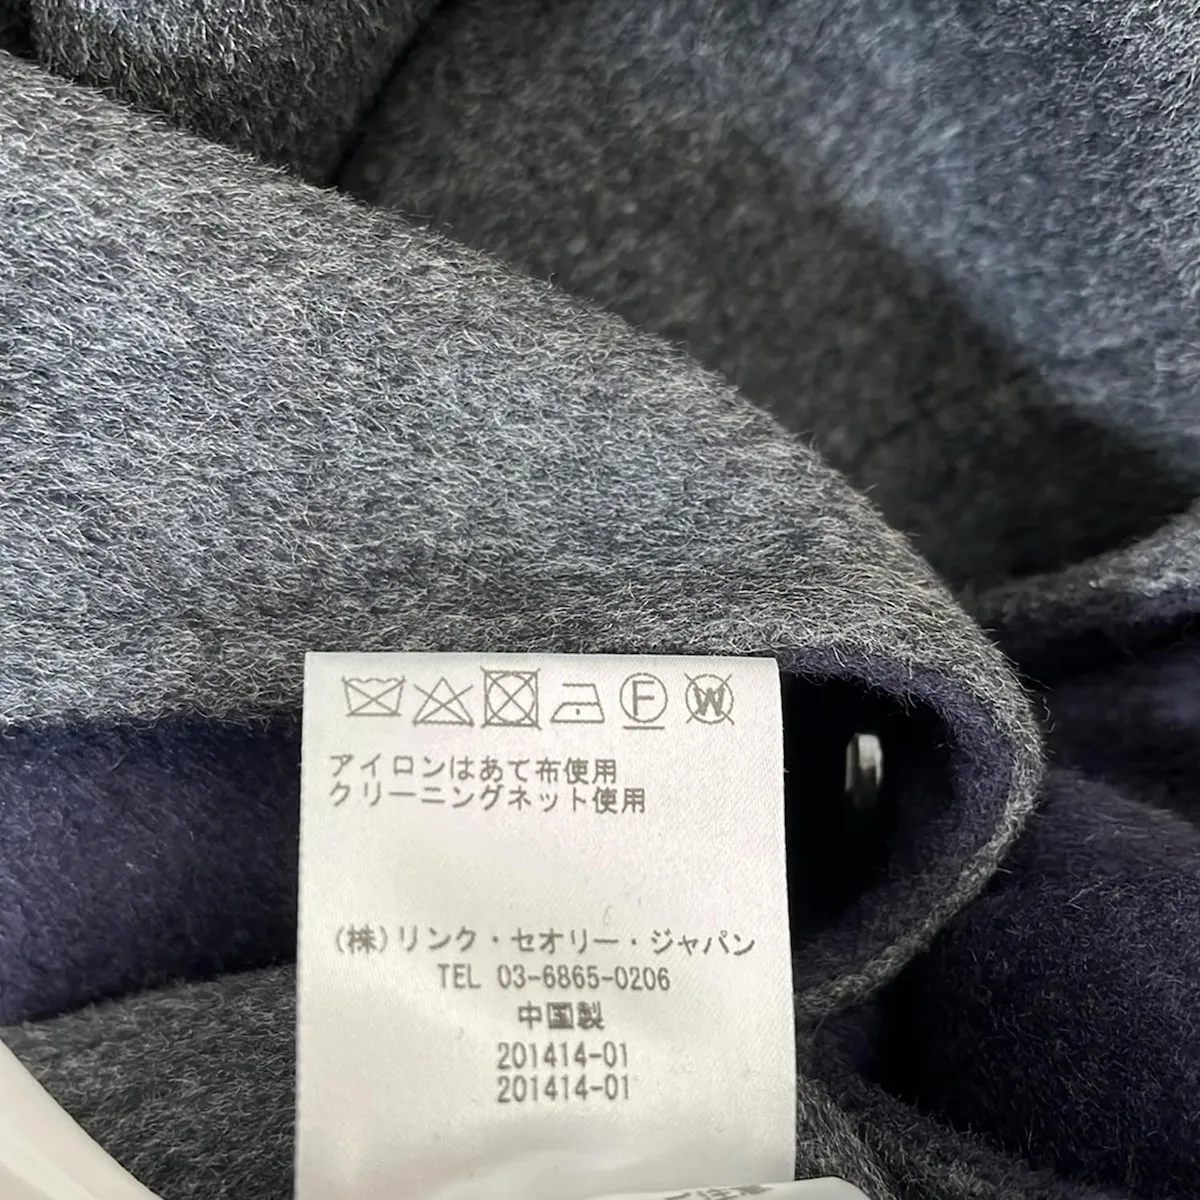 F W
アイロンはあて布使用
クリーニングネット使用
(株)リンク・セオリー・ジャパン
TEL 03-6865-0206
中国製
201414-01
201414-01